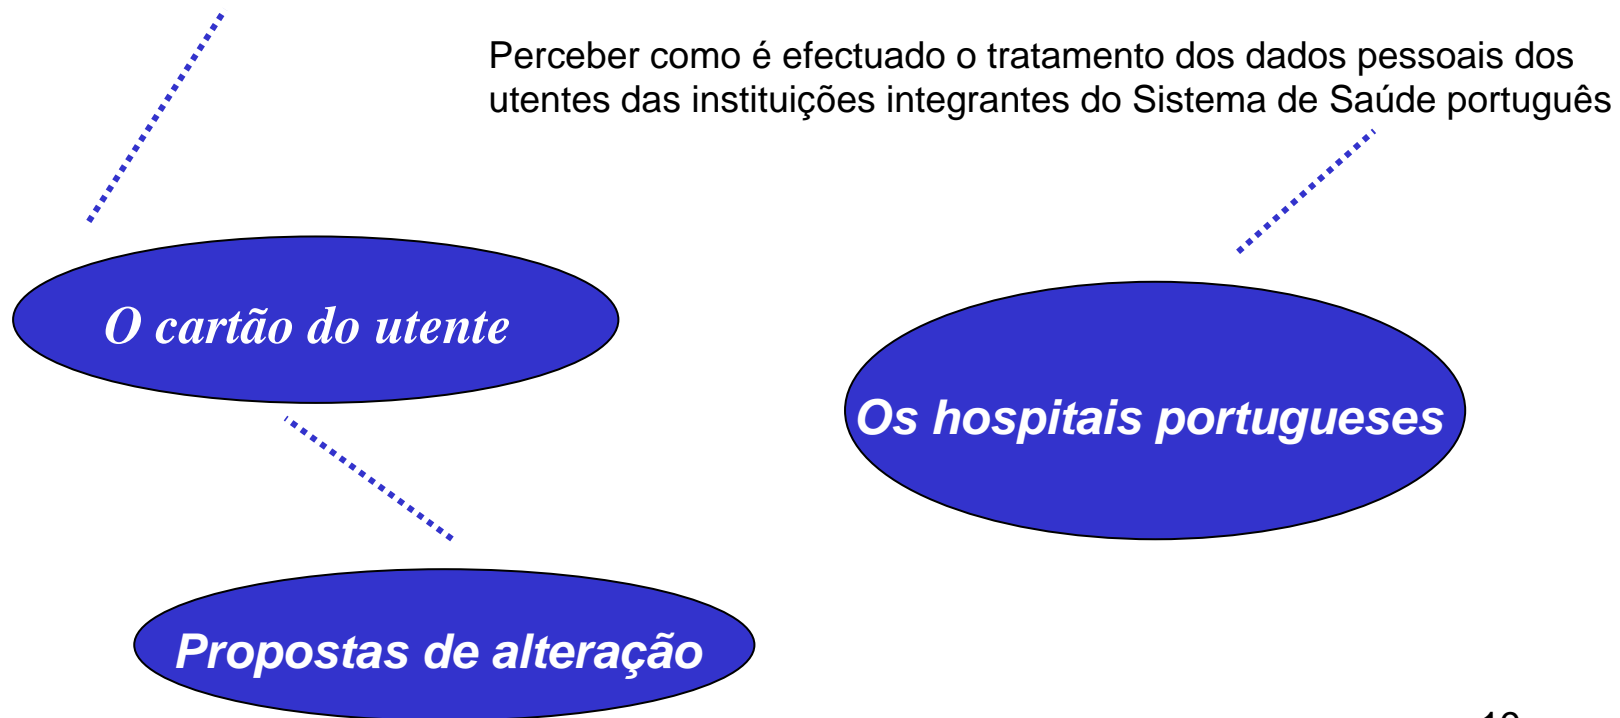 Perceber como é efectuado o tratamento dos dados pessoais dos
utentes das instituições integrantes do Sistema de Saúde português
O cartão do utente
Os hospitais portugueses
Propostas de alteração